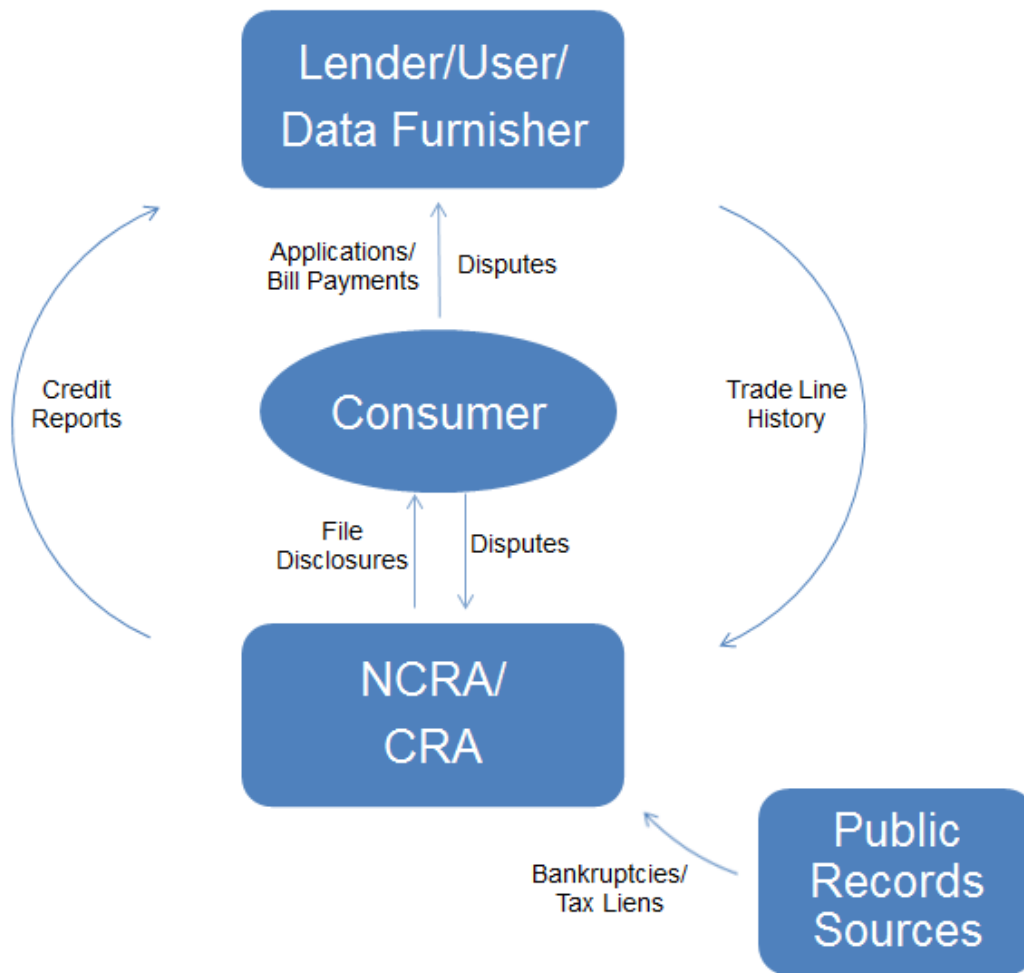 Lender/User/
Data Furnisher
Applications/
Bill Payments
Disputes
Credit
Reports
Consumer
Trade Line
History
File
Disclosures
Disputes
NCRA/
CRA
Bankruptcies/
Tax Liens
Public
Records
Sources